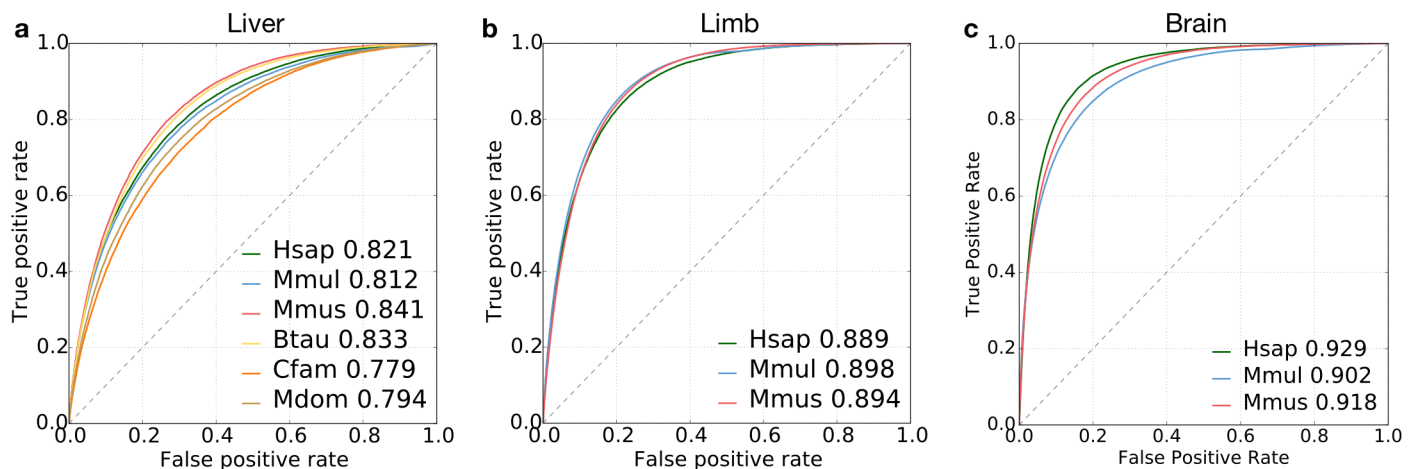 a
Liver
True positive rate
1.0
0.8
0.6
0.4
0.2
0.0
Hsap 0.821
Mmul 0.812
Mmus 0.841
Btau 0.833
Cfam 0.779
Mdom 0.794
0.0 0.2 0.4 0.6 0.8 1.0
False positive rate
b
Limb
True positive rate
1.0
0.8
0.6
0.4
0.2
0.0
Hsap 0.889
Mmul 0.898
Mmus 0.894
0.0 0.2 0.4 0.6 0.8 1.0
False positive rate
c
Brain
True Positive Rate
1.0
0.8
0.6
0.4
0.2
0.0
Hsap 0.929
Mmul 0.902
Mmus 0.918
0.0 0.2 0.4 0.6 0.8 1.0
False Positive Rate